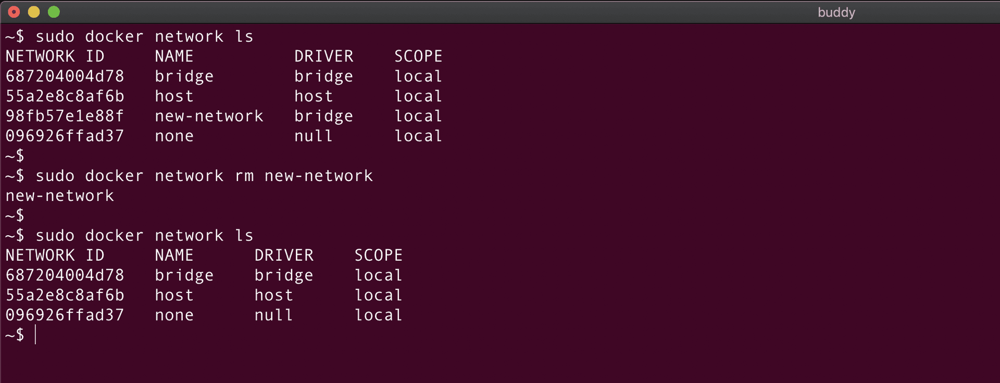 buddy
~$ sudo docker network ls
NETWORK ID     NAME          DRIVER    SCOPE
687204004d78   bridge        bridge    local
55a2e8c8af6b   host          host      local
98fb57e1e88f   new-network   bridge    local
096926ffad37   none          null      local
~$
~$ sudo docker network rm new-network
new-network
~$
~$ sudo docker network ls
NETWORK ID     NAME      DRIVER    SCOPE
687204004d78   bridge    bridge    local
55a2e8c8af6b   host      host      local
096926ffad37   none      null      local
~$